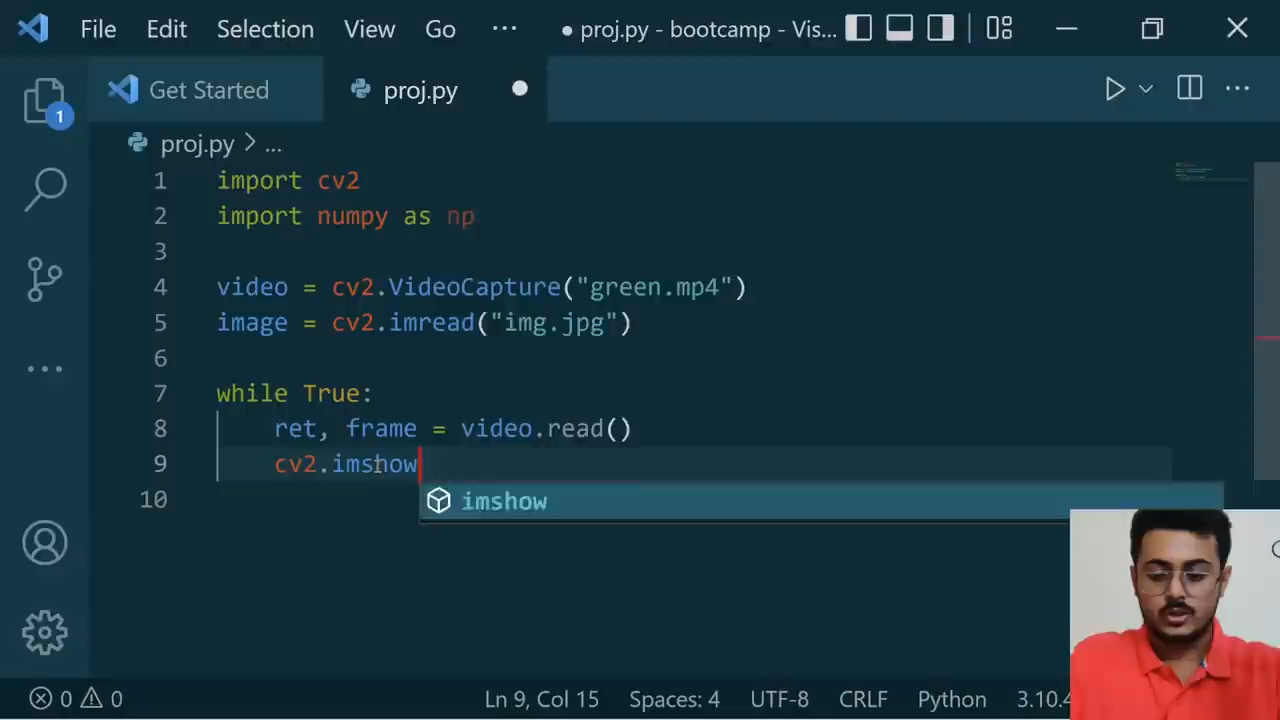 File Edit Selection View Go ... ● proj.py - bootcamp - Vis...
Get Started proj.py
1
proj.py > ...
1 import cv2
2 import numpy as np
3
4 video = cv2.VideoCapture("green.mp4")
5 image = cv2.imread("img.jpg")
6
7 while True:
8 ret, frame = video.read()
9 cv2.imshow
10
imshow
0 0 Ln 9, Col 15 Spaces: 4 UTF-8 CRLF Python 3.10.4